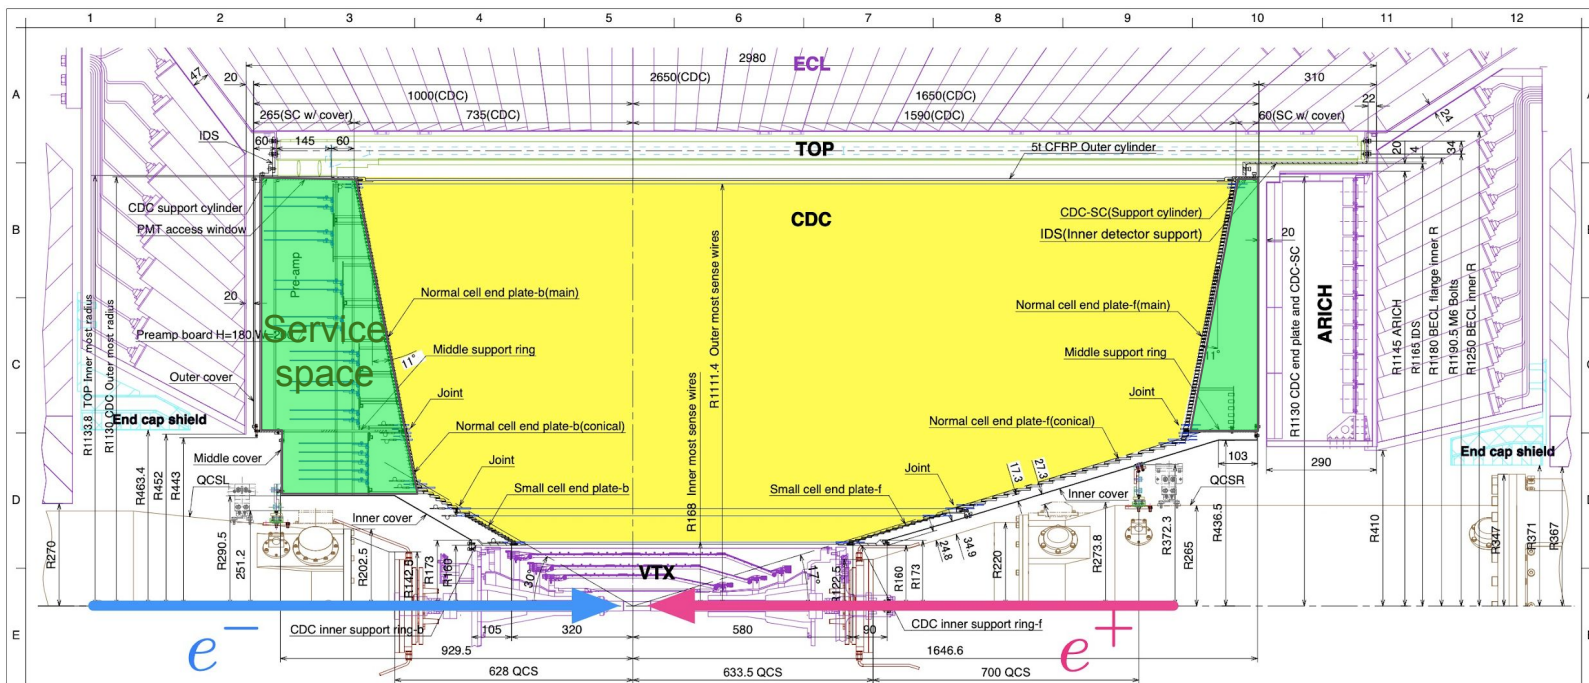 1 2 3 4 5 6 7 8 9 10 11 12
2980
ECL
20
2650(CDC)
310
47
A
A
1000(CDC)
1650(CDC)
22
265(SC w/ cover)
735(CDC)
1590(CDC)
60(SC w/ cover)
24
IDS
60
145
60
TOP
5t CFRP Outer cylinder
20
4
34
CDC support cylinder
CDC
CDC-SC(Support cylinder)
B
PMT access window
IDS(Inner detector support)
20
Pre-amp
20
Normal cell end plate-b(main)
Normal cell end plate-f(main)
Service
space
Preamp board H=180
11°
Middle support ring
Middle support ring
11°
C
Outer cover
Joint
Joint
End cap shield
Normal cell end plate-b(conical)
Normal cell end plate-f(conical)
End cap shield
R1133.8 TOP Inner most radius
R1130 CDC Outer most radius
R1111.4 Outer most sense wires
R168 Inner most sense wires
R1130 CDC end plate and CDC-SC
ARICH
R1145 ARICH
R1165 IDS
R1180 BECL flange inner R
R1190.5 M6 Bolts
R1250 BECL inner R
Middle cover
Joint
Joint
17.3
27.3
103
290
D
QCSL
Small cell end plate-b
Small cell end plate-f
Inner cover
QCSR
Inner cover
24.8
34.9
R270
R463.4
R452
R443
R290.5
251.2
R202.5
R142.5
R173
R160
30°
VTX
17°
R122.5
R160
R173
R220
R273.8
R372.3
R265
R436.5
R410
R347
R371
R367
e−
CDC inner support ring-b
105
320
580
90
CDC inner support ring-f
e+
E
929.5
1646.6
628 QCS
633.5 QCS
700 QCS